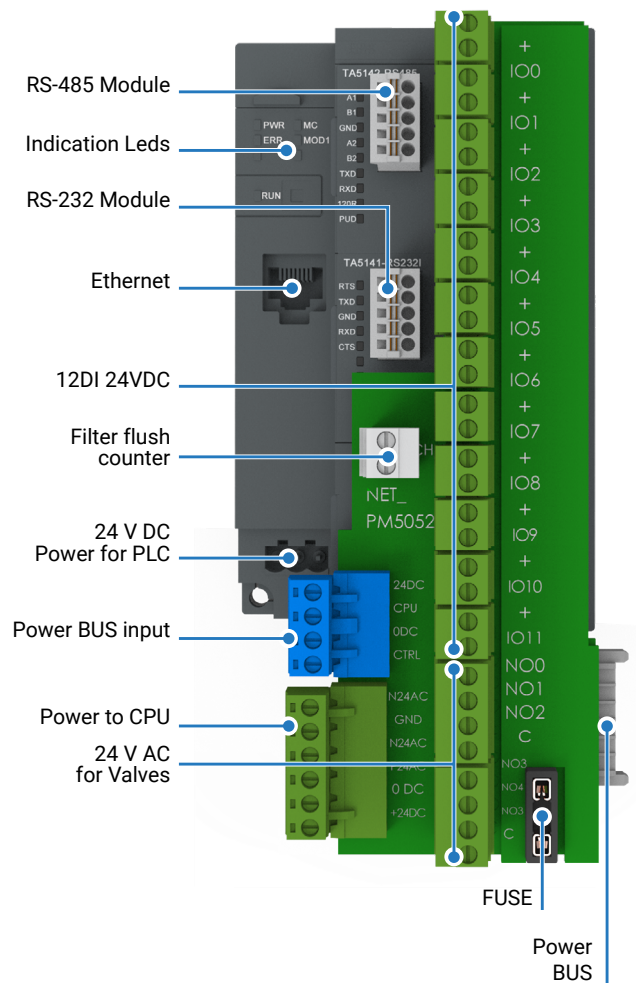 RS-485 Module
Indication Leds
RS-232 Module
Ethernet
12DI 24VDC
Filter flush
counter
24 V DC
Power for PLC
Power BUS input
Power to CPU
24 V AC
for Valves
TA5142-RS485
A1
B1
GND
A2
B2
TXD
RXD
120R
PUD
PWR MC
ERR MOD1
RUN
TA5141-RS232I
RTS
TXD
GND
RXD
CTS
CH
NET_
PM5052
24DC
CPU
0DC
CTRL
N24AC
GND
N24AC
0 DC
+24DC
+
IO0
+
IO1
+
IO2
+
IO3
+
IO4
+
IO5
+
IO6
+
IO7
+
IO8
+
IO9
+
IO10
+
IO11
NO0
NO1
NO2
C
NO3
NO4
NO3
C
FUSE
Power
BUS